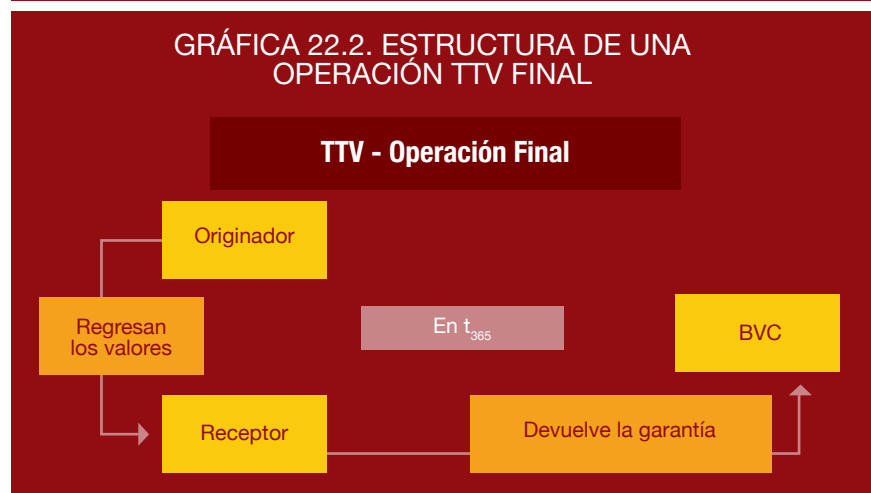 GRÁFICA 22.2. ESTRUCTURA DE UNA
OPERACIÓN TTV FINAL
TTV - Operación Final
Originador
Regresan
los valores
En t365
BVC
Receptor
Devuelve la garantía